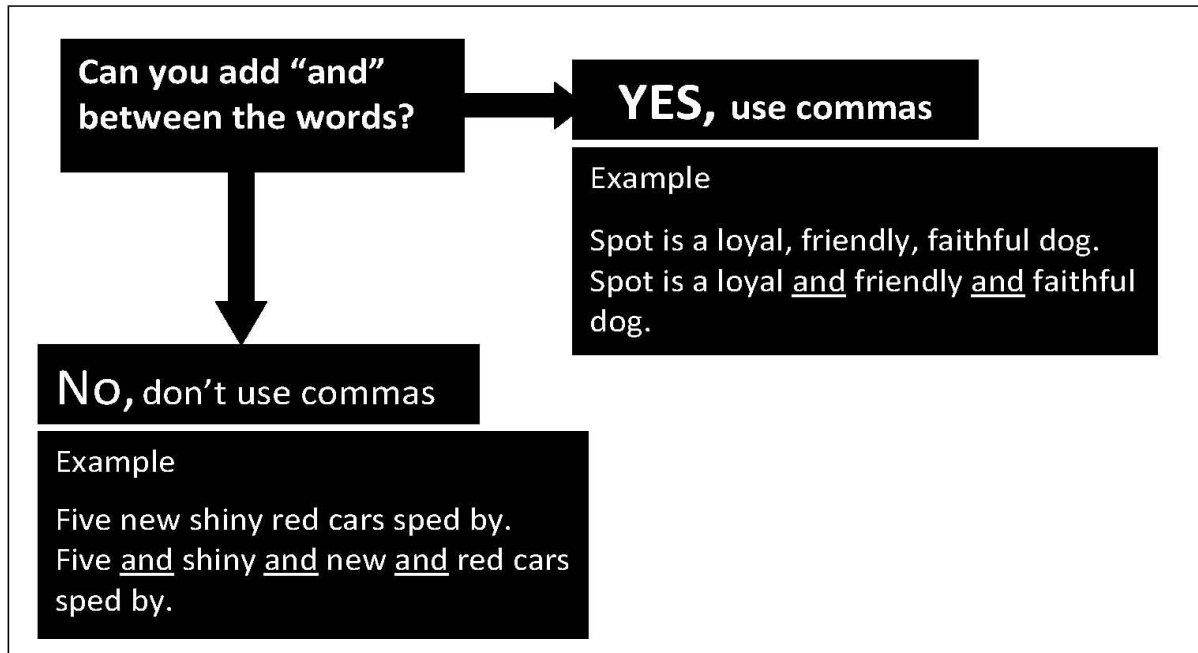 Can you add “and”
between the words?
YES, use commas
Example
Spot is a loyal, friendly, faithful dog.
Spot is a loyal and friendly and faithful
dog.
No, don’t use commas
Example
Five new shiny red cars sped by.
Five and shiny and new and red cars
sped by.